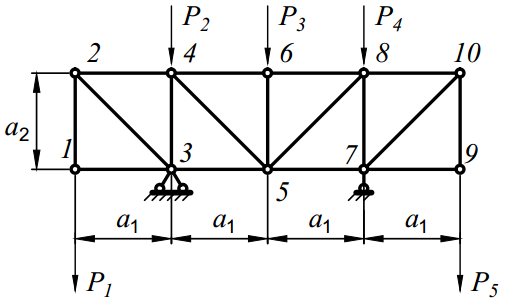 P₂ P₃ P₄
2 4 6 8 10
a₂
1 3 5 7 9
a₁ a₁ a₁ a₁
P₁ P₅